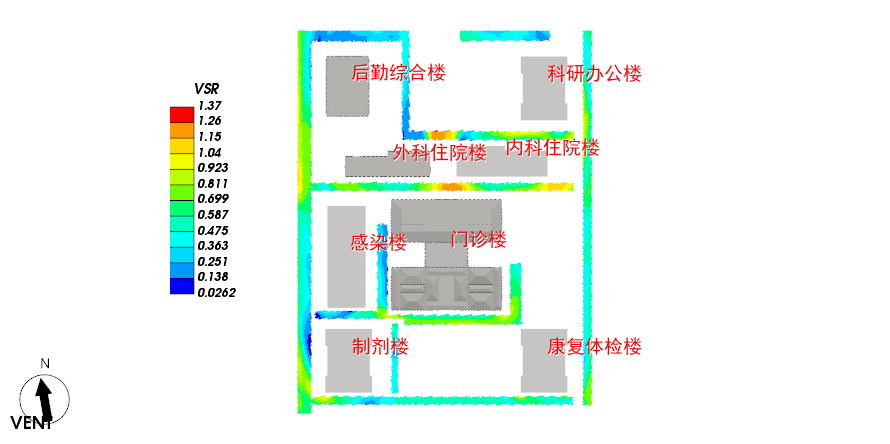 后勤综合楼
科研办公楼
VSR
1.37
1.26
1.15
1.04
0.923
0.811
0.699
0.587
0.475
0.363
0.251
0.138
0.0262
外科住院楼
内科住院楼
感染楼
门诊楼
制剂楼
康复体检楼
N
VENT